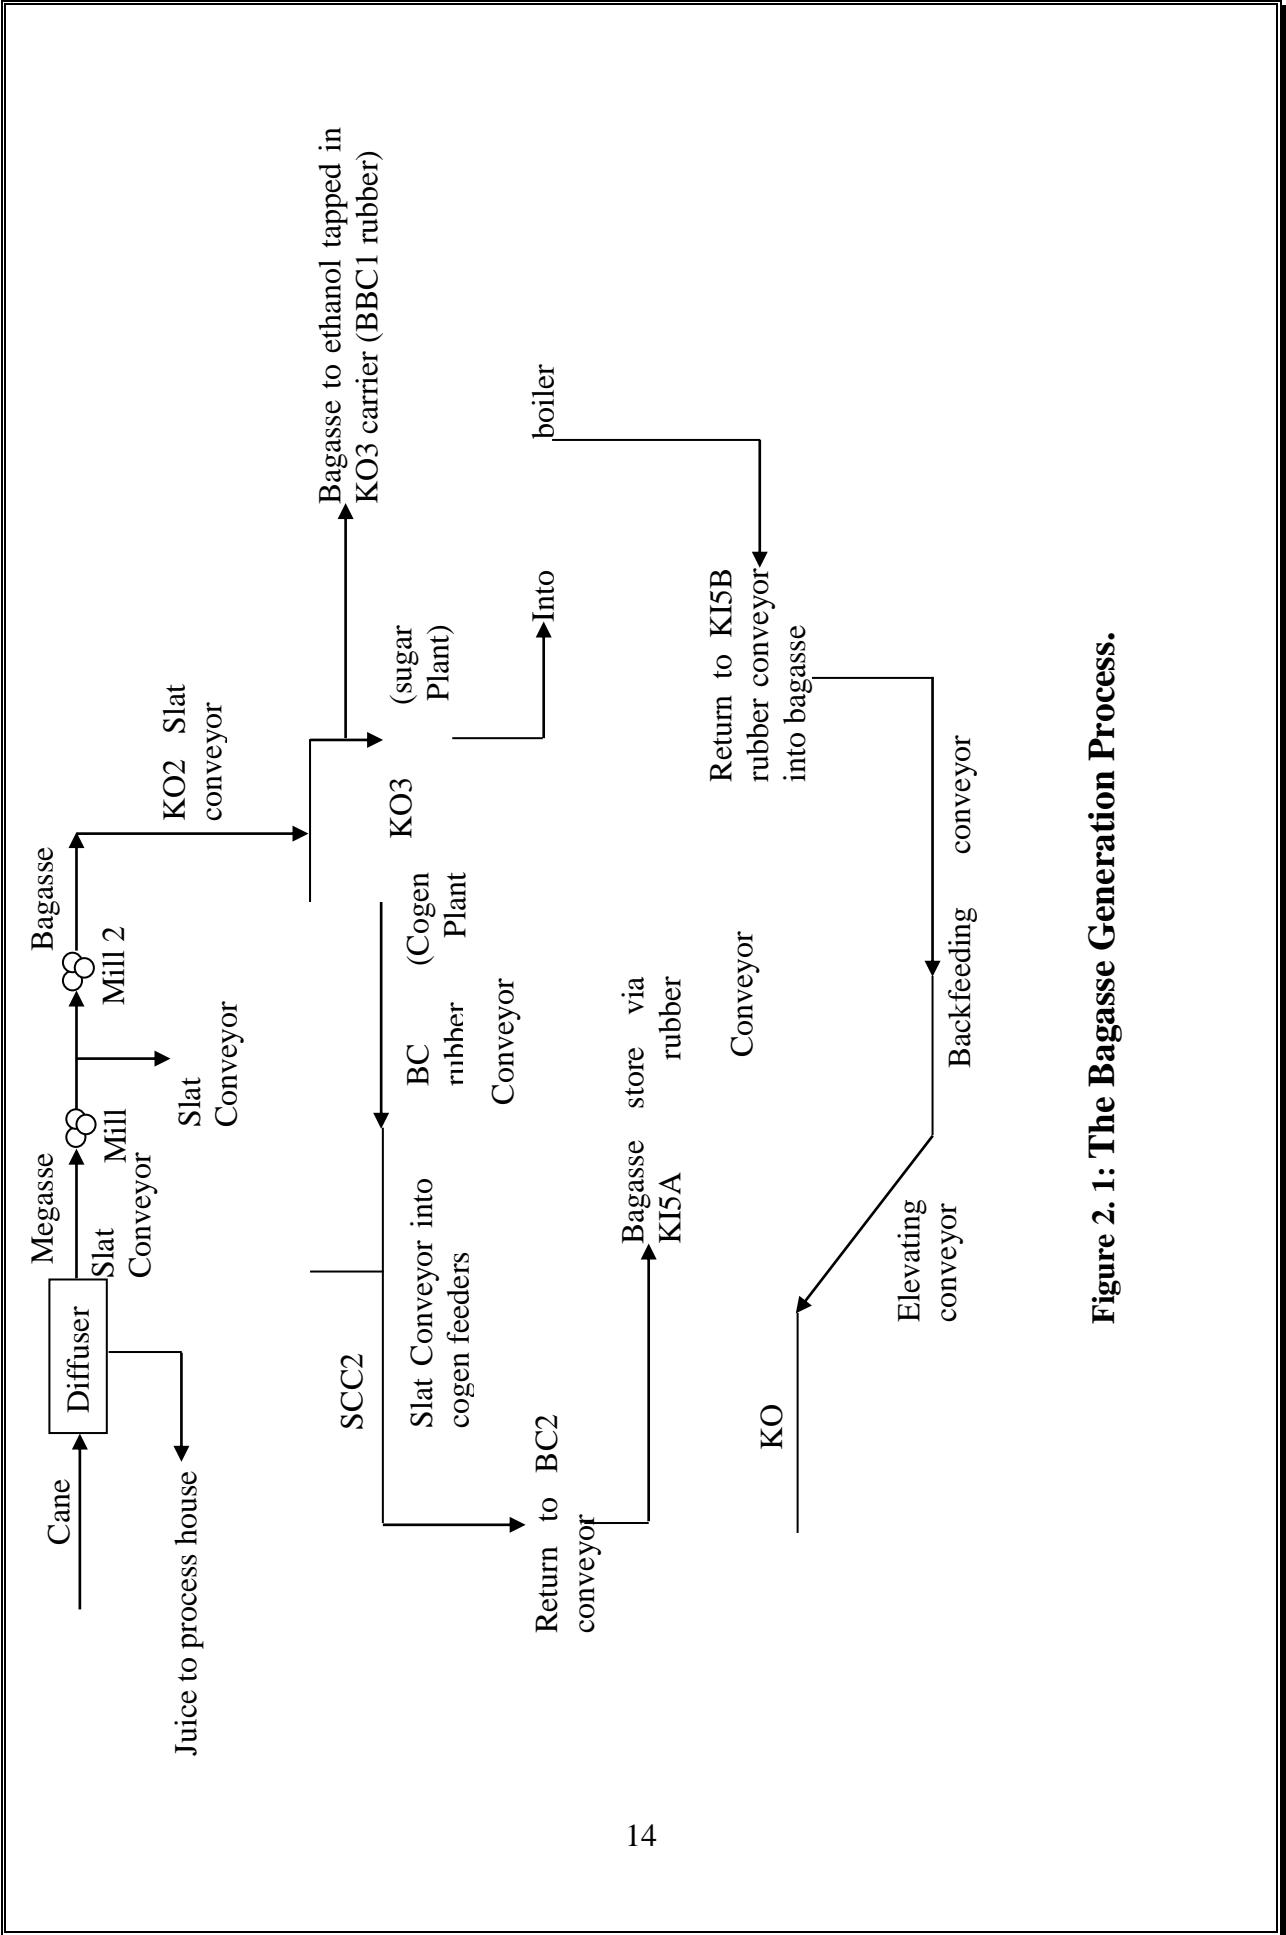 Cane
Diffuser
Juice to process house
Megasse
Slat
Conveyor
Mill
Slat
Conveyor
Bagasse
Mill 2
KO2 Slat
conveyor
Bagasse to ethanol tapped in
KO3 carrier (BBC1 rubber)
KO3 (sugar
Plant)
Into boiler
BC (Cogen
rubber Plant
Conveyor
SCC2
Slat Conveyor into
cogen feeders
Return to BC2
conveyor
Bagasse store via
KI5A rubber
Conveyor
Return to KI5B
rubber conveyor
into bagasse
Backfeeding conveyor
Elevating
conveyor
KO
Figure 2. 1: The Bagasse Generation Process.
14